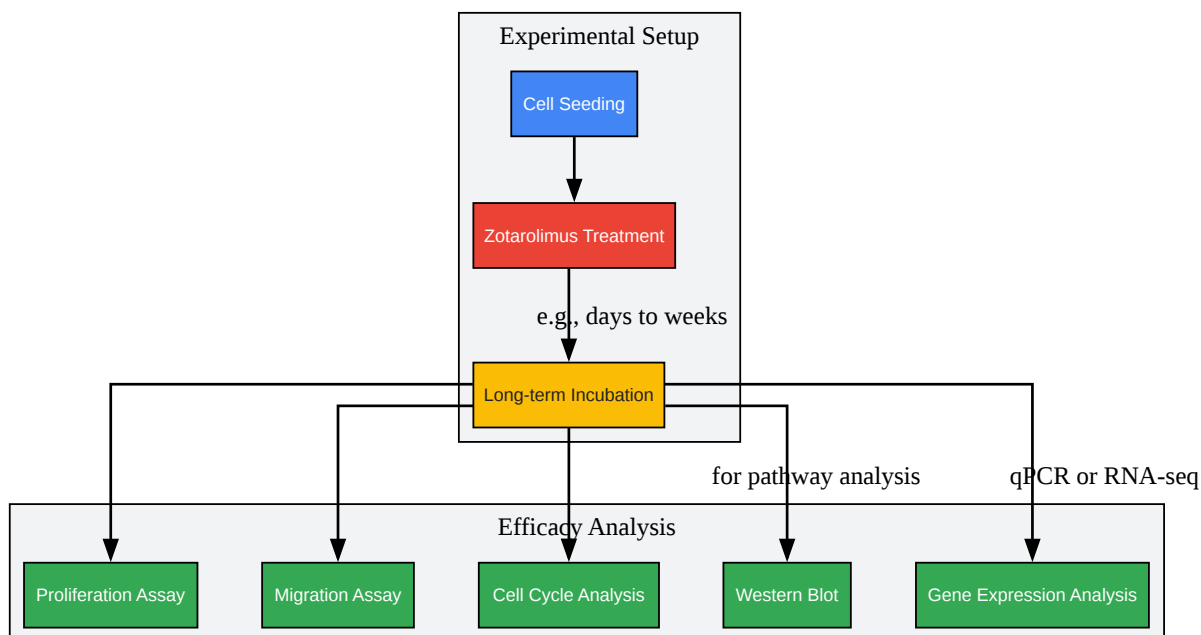 Experimental Setup
Cell Seeding
Zotarolimus Treatment
e.g., days to weeks
Long-term Incubation
for pathway analysis
qPCR or RNA-seq
Efficacy Analysis
Proliferation Assay
Migration Assay
Cell Cycle Analysis
Western Blot
Gene Expression Analysis